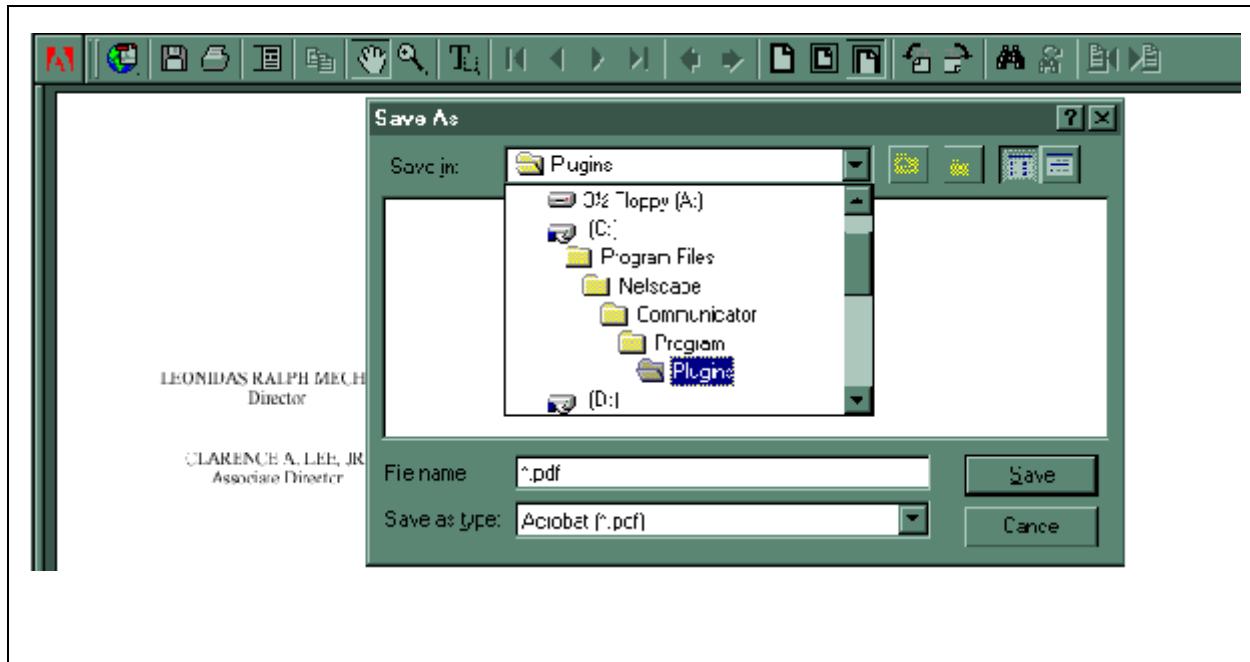 Save As
Save in: Plugins
3½ Floppy (A:)
(C:)
Program Files
Netscape
Communicator
Program
Plugins
(D:)
LEONIDAS RALPH MECH
Director
CLARENCE A. LEE, JR
Associate Director
File name
*.pdf
Save
Save as type: Acrobat (*.pdf)
Cance